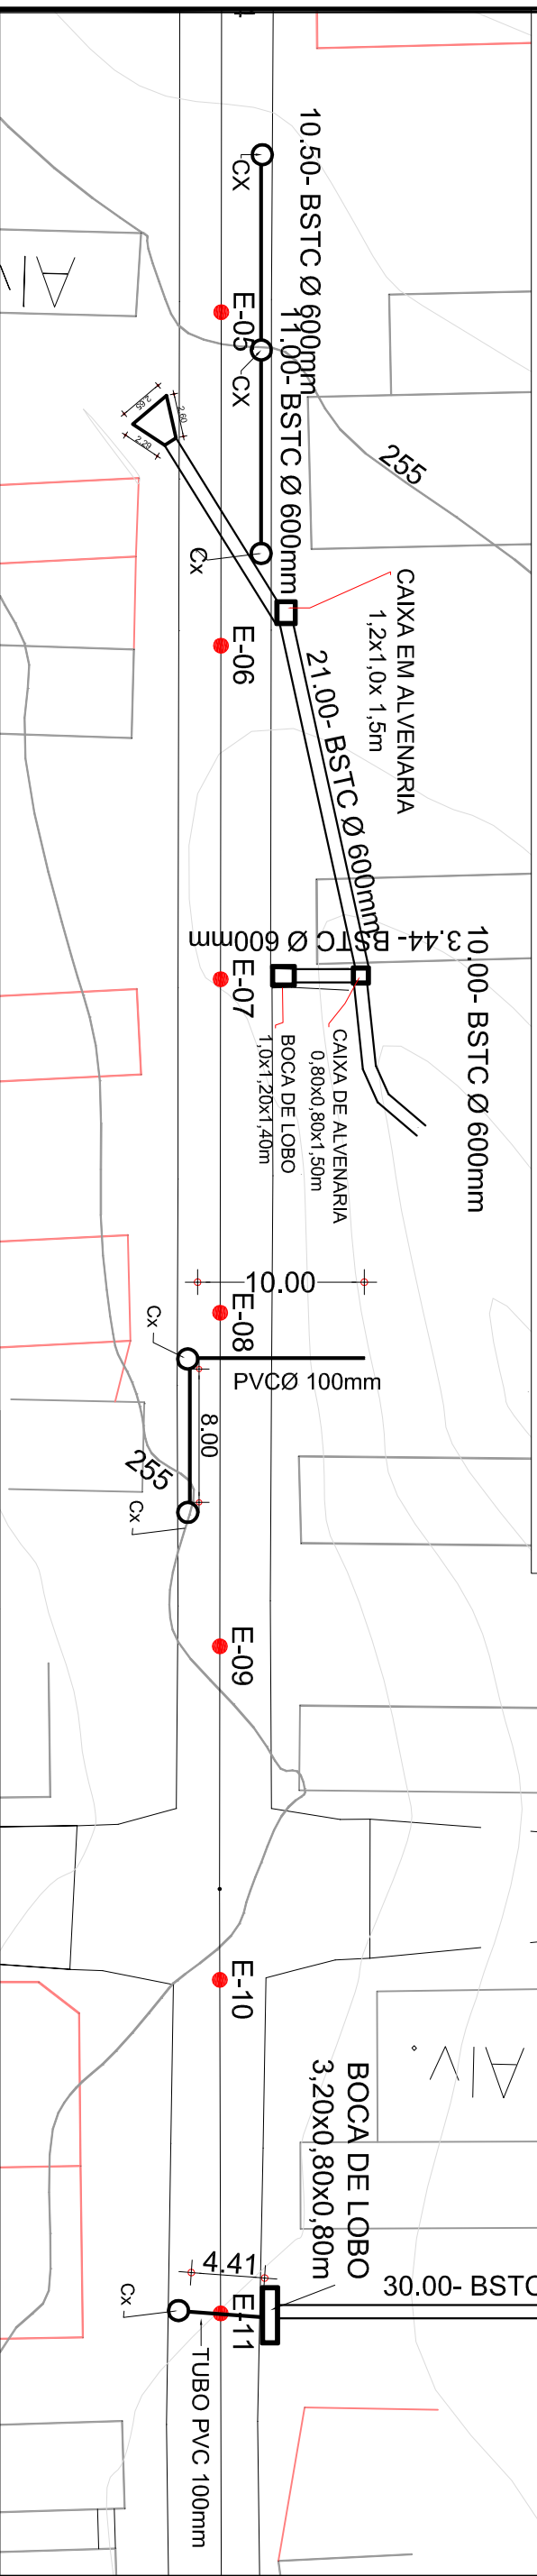 10.50- BSTC Ø 600mm
CX
E-05
CX
11.00- BSTC Ø 600mm
255
2.60
2.29
Cx
CAIXA EM ALVENARIA
1,2x1,0x 1,5m
E-06
21.00- BSTC Ø 600mm
3.44- BSTC Ø 600mm
10.00- BSTC Ø 600mm
E-07
CAIXA DE ALVENARIA
0,80x0,80x1,50m
BOCA DE LOBO
1,0x1,20x1,40m
10.00
E-08
Cx
PVCØ 100mm
8.00
255
Cx
E-09
E-10
BOCA DE LOBO
3,20x0,80x0,80m
4.41
30.00- BSTC
E-11
Cx
TUBO PVC 100mm